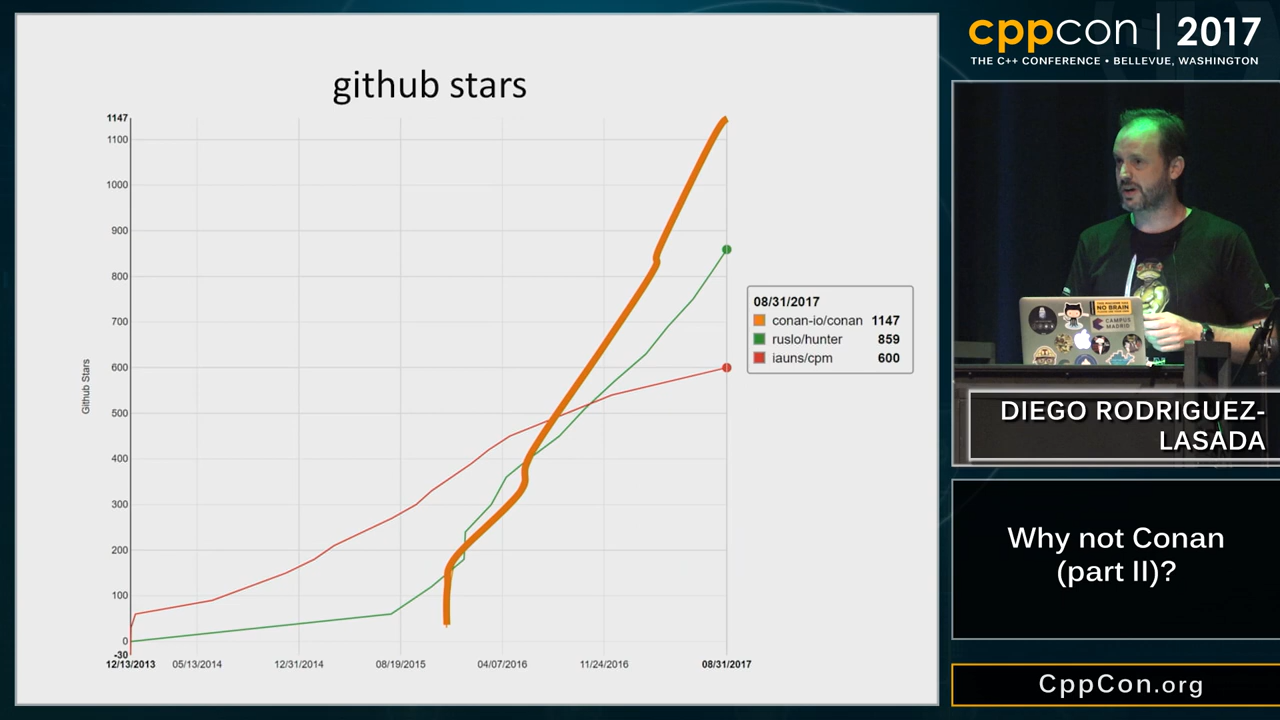 github stars
1147
1100
1000
900
800
700
600
500
400
300
200
100
0
-30
Github Stars
12/13/2013 05/13/2014 12/31/2014 08/19/2015 04/07/2016 11/24/2016 08/31/2017
08/31/2017
conan-io/conan 1147
ruslo/hunter 859
iauns/cpm 600
cppcon | 2017
THE C++ CONFERENCE • BELLEVUE, WASHINGTON
NO BRAIN
CAMPUS
MADRID
DIEGO RODRIGUEZ-
LASADA
Why not Conan
(part II)?
CppCon.org